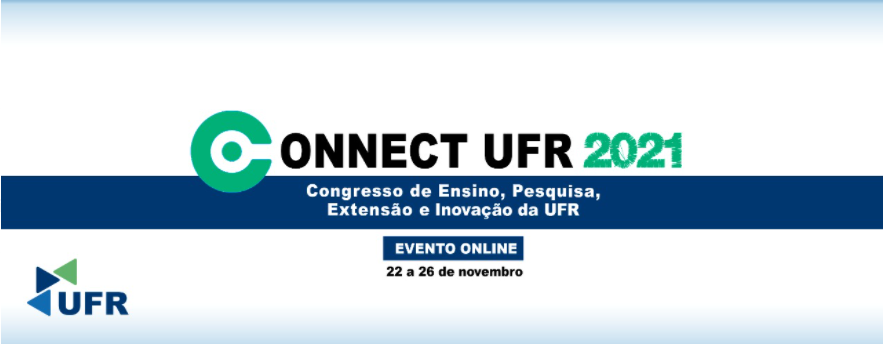 CONNECT UFR 2021
Congresso de Ensino, Pesquisa,
Extensão e Inovação da UFR
EVENTO ONLINE
22 a 26 de novembro
UFR